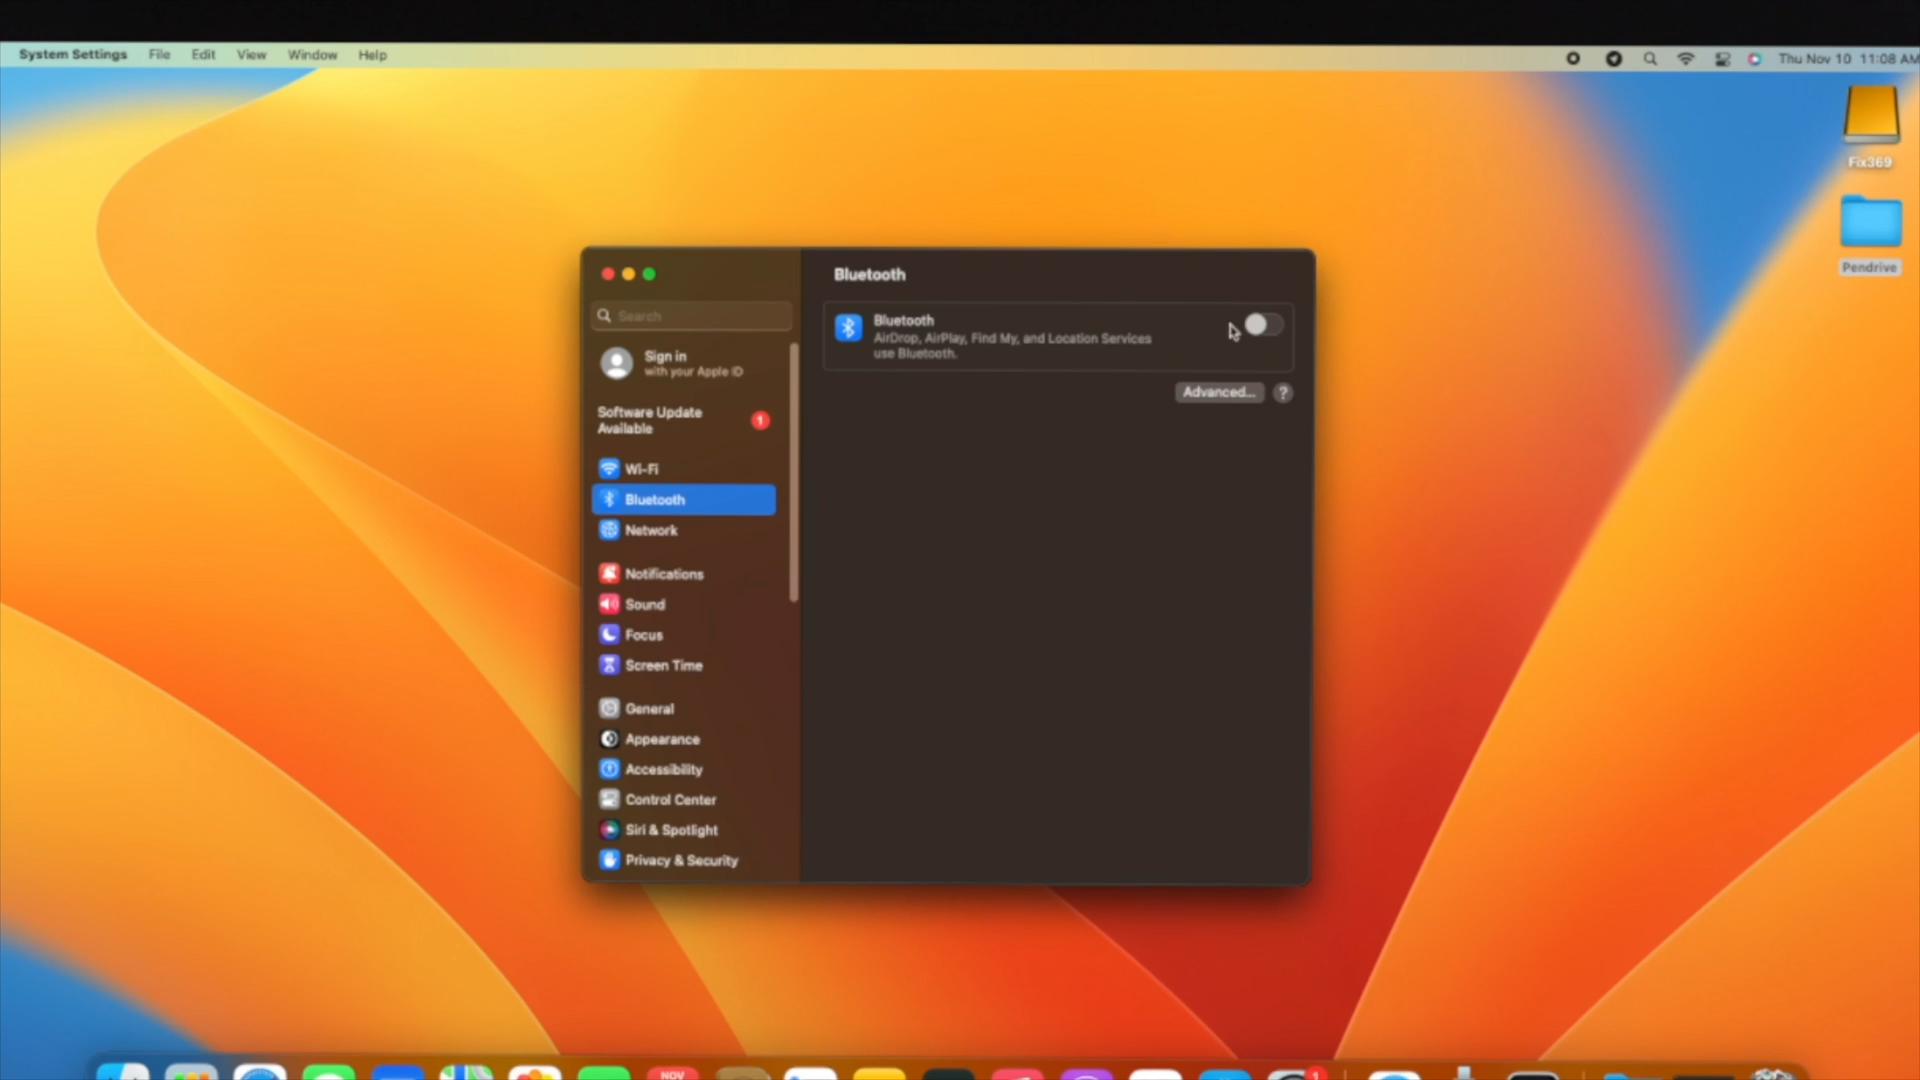 System Settings File Edit View Window Help
Thu Nov 10 11:08 AM
Fix369
Pendrive
Bluetooth
Search
Bluetooth
AirDrop, AirPlay, Find My, and Location Services
use Bluetooth.
Sign in
with your Apple ID
Advanced... ?
Software Update
Available
1
Wi-Fi
Bluetooth
Network
Notifications
Sound
Focus
Screen Time
General
Appearance
Accessibility
Control Center
Siri & Spotlight
Privacy & Security
NOV
1